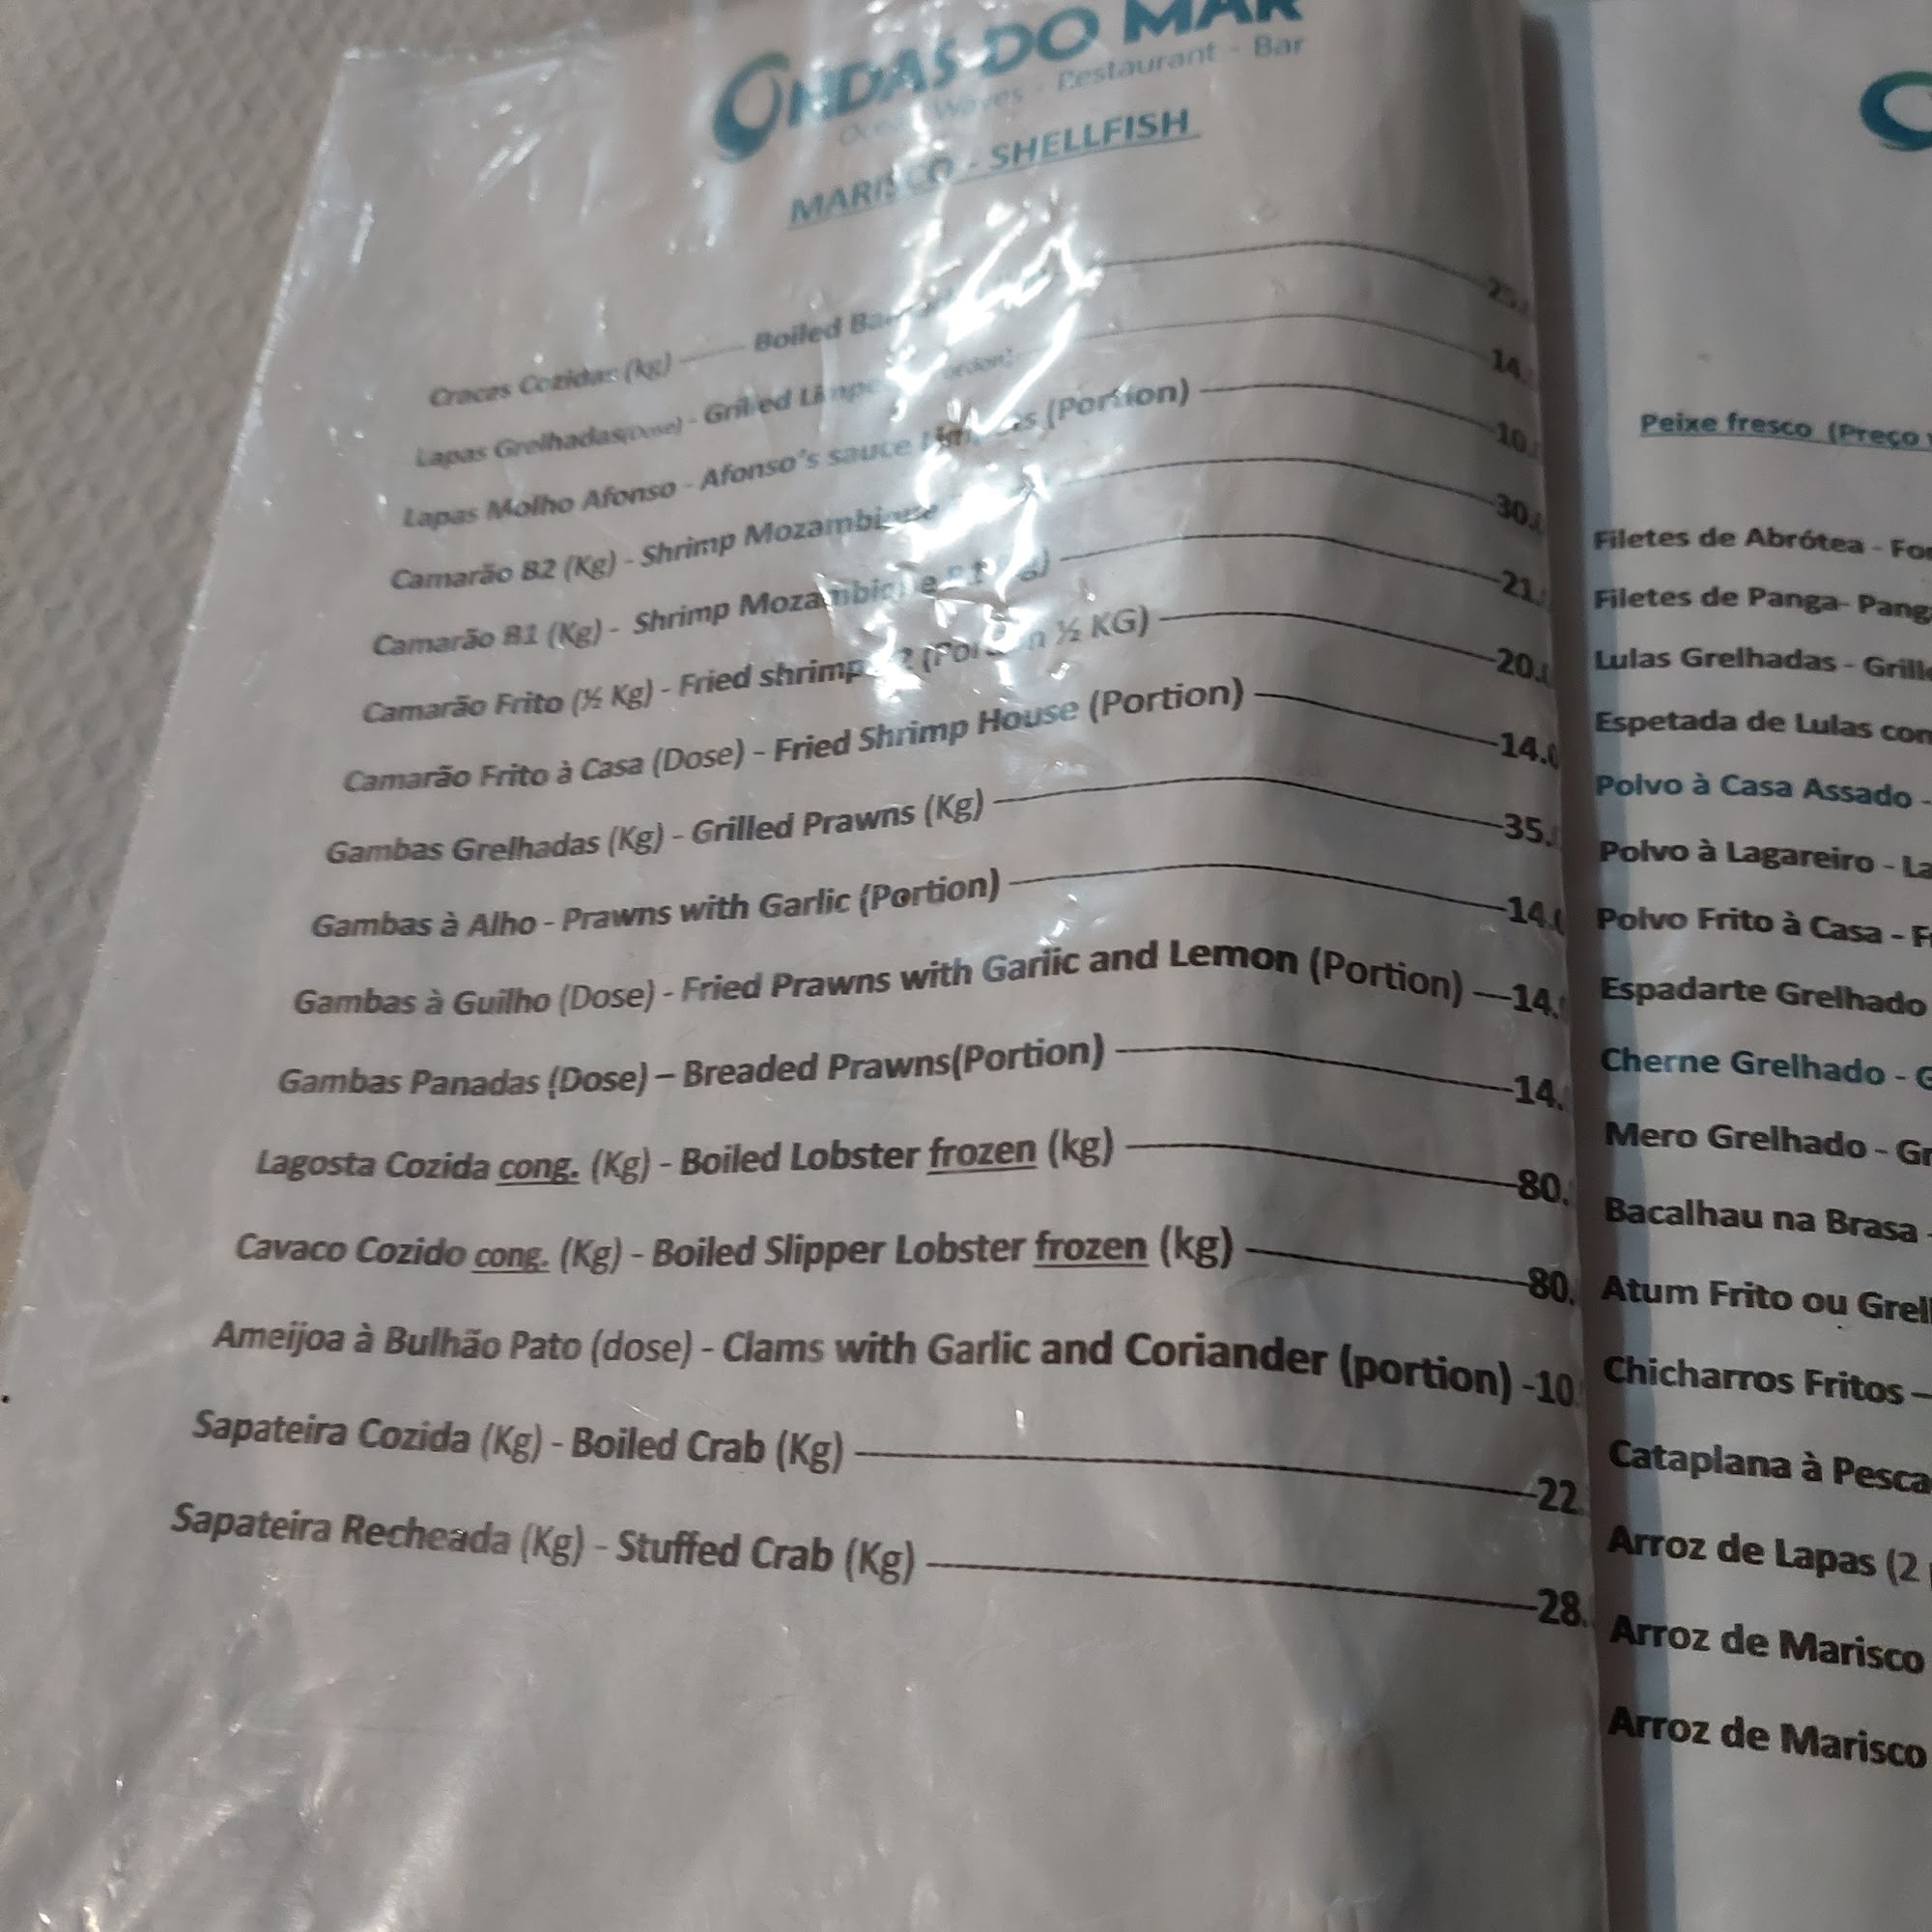 ONDAS DO MAR
Ocean Waves - Restaurant - Bar
MARISCO - SHELLFISH
Cracas Cozidas (kg) Boiled
Lapas Grelhadas(Dose) - Grilled
Lapas Molho Afonso - Afonso's sauce (Portion) 10.
Camarão B2 (Kg) - Shrimp Mozambique 30.
Camarão B1 (Kg) - Shrimp Mozambique 21.
Camarão Frito (½ Kg) - Fried shrimp (Portion ½ KG) 20.
Camarão Frito à Casa (Dose) – Fried Shrimp House (Portion) 14.0
Gambas Grelhadas (Kg) - Grilled Prawns (Kg) 35.
Gambas à Alho - Prawns with Garlic (Portion) 14.
Gambas à Guilho (Dose) - Fried Prawns with Garlic and Lemon (Portion) 14.
Gambas Panadas (Dose) – Breaded Prawns(Portion) 14.
Lagosta Cozida cong. (Kg) - Boiled Lobster frozen (kg) 80.
Cavaco Cozido cong. (Kg) - Boiled Slipper Lobster frozen (kg) 80.
Ameijoa à Bulhão Pato (dose) - Clams with Garlic and Coriander (portion) -10
Sapateira Cozida (Kg) - Boiled Crab (Kg) 22
Sapateira Recheada (Kg) - Stuffed Crab (Kg) 28.
Peixe fresco (Preço
Filetes de Abrótea -
Filetes de Panga-
Lulas Grelhadas -
Espetada de Lulas
Polvo à Casa Assado -
Polvo à Lagareiro -
Polvo Frito à Casa -
Espadarte Grelhado
Cherne Grelhado -
Mero Grelhado -
Bacalhau na Brasa -
Atum Frito ou
Chicharros Fritos –
Cataplana à
Arroz de Lapas (2
Arroz de Marisco
Arroz de Marisco